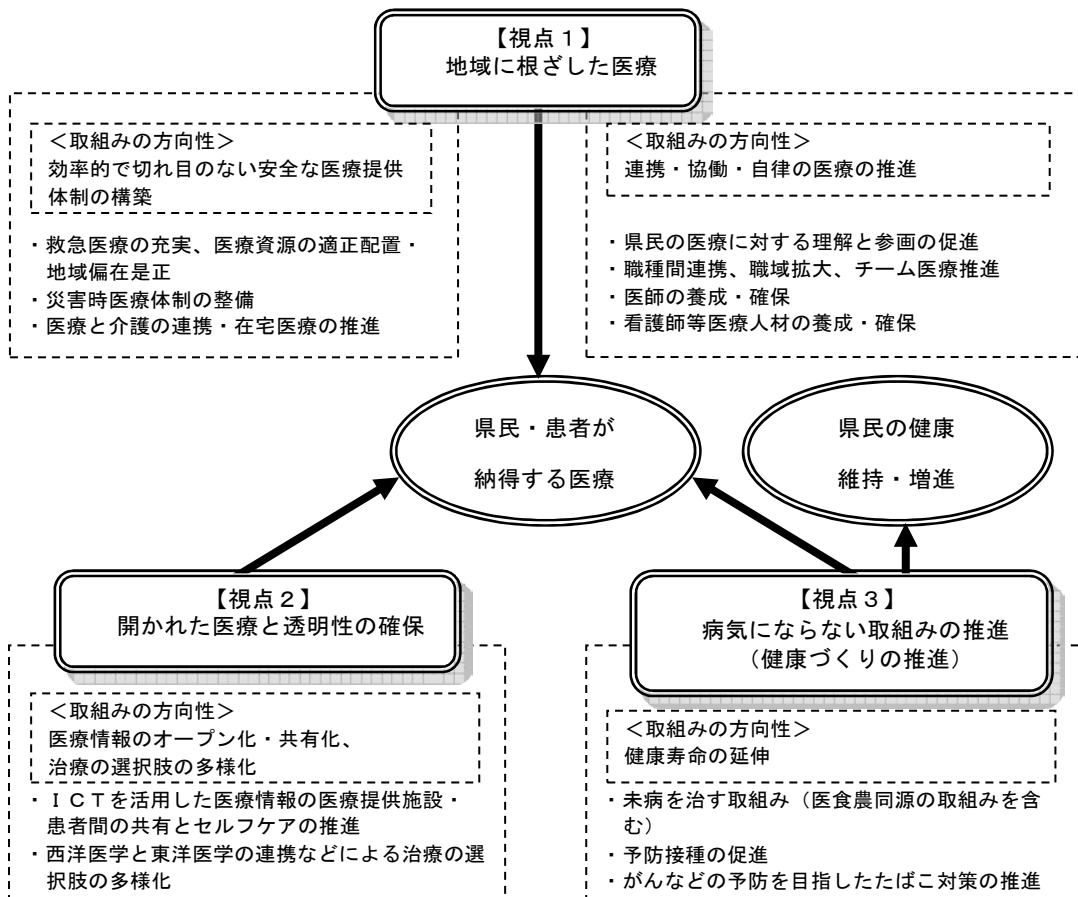 【視点１】
地域に根ざした医療
＜取組みの方向性＞
効率的で切れ目のない安全な医療提供
体制の構築
・救急医療の充実、医療資源の適正配置・
地域偏在是正
・災害時医療体制の整備
・医療と介護の連携・在宅医療の推進
＜取組みの方向性＞
連携・協働・自律の医療の推進
・県民の医療に対する理解と参画の促進
・職種間連携、職域拡大、チーム医療推進
・医師の養成・確保
・看護師等医療人材の養成・確保
県民・患者が
納得する医療
県民の健康
維持・増進
【視点２】
開かれた医療と透明性の確保
＜取組みの方向性＞
医療情報のオープン化・共有化、
治療の選択肢の多様化
・ＩＣＴを活用した医療情報の医療提供施設・
患者間の共有とセルフケアの推進
・西洋医学と東洋医学の連携などによる治療の選
択肢の多様化
【視点３】
病気にならない取組みの推進
（健康づくりの推進）
＜取組みの方向性＞
健康寿命の延伸
・未病を治す取組み（医食農同源の取組みを含
む）
・予防接種の促進
・がんなどの予防を目指したたばこ対策の推進